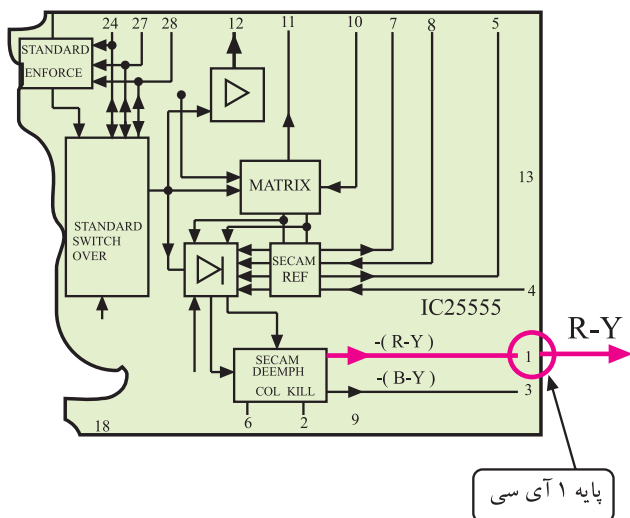 24 27 28 12 11 10 7 8 5
STANDARD
ENFORCE
MATRIX
13
STANDARD
SWITCH
OVER
SECAM
REF
4
IC25555
R-Y
-( R-Y )
1
SECAM
DEEMPH
-( B-Y )
COL KILL
3
18 6 2 9
پایه ۱ آی سی